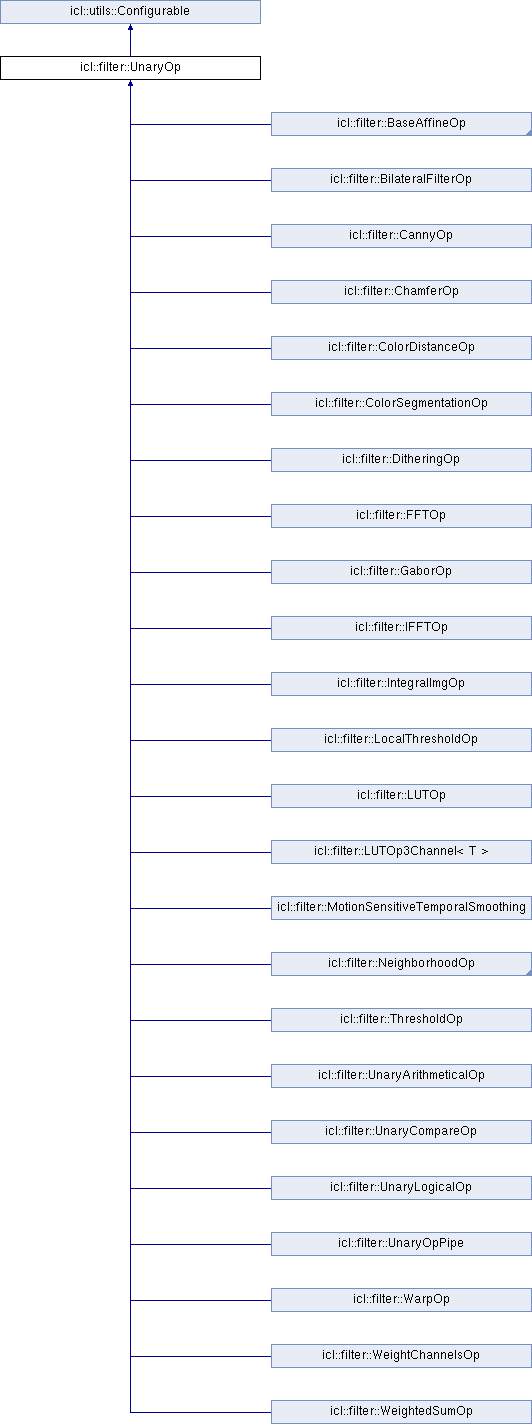 icl::utils::Configurable
icl::filter::UnaryOp
icl::filter::BaseAffineOp
icl::filter::BilateralFilterOp
icl::filter::CannyOp
icl::filter::ChamferOp
icl::filter::ColorDistanceOp
icl::filter::ColorSegmentationOp
icl::filter::DitheringOp
icl::filter::FFTOp
icl::filter::GaborOp
icl::filter::IFFTOp
icl::filter::IntegralImgOp
icl::filter::LocalThresholdOp
icl::filter::LUTOp
icl::filter::LUTOp3Channel< T >
icl::filter::MotionSensitiveTemporalSmoothing
icl::filter::NeighborhoodOp
icl::filter::ThresholdOp
icl::filter::UnaryArithmeticalOp
icl::filter::UnaryCompareOp
icl::filter::UnaryLogicalOp
icl::filter::UnaryOpPipe
icl::filter::WarpOp
icl::filter::WeightChannelsOp
icl::filter::WeightedSumOp